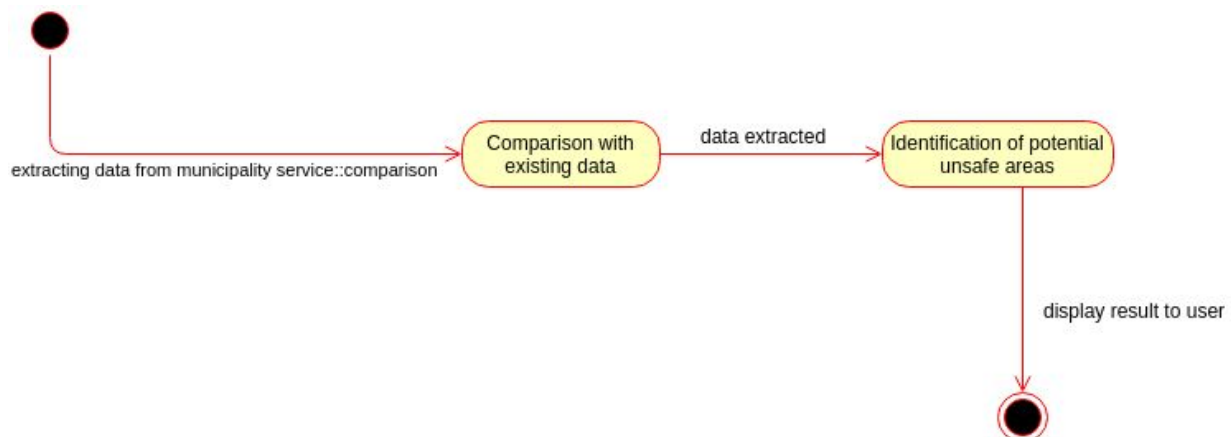 extracting data from municipality service::comparison
Comparison with
existing data
data extracted
Identification of potential
unsafe areas
display result to user